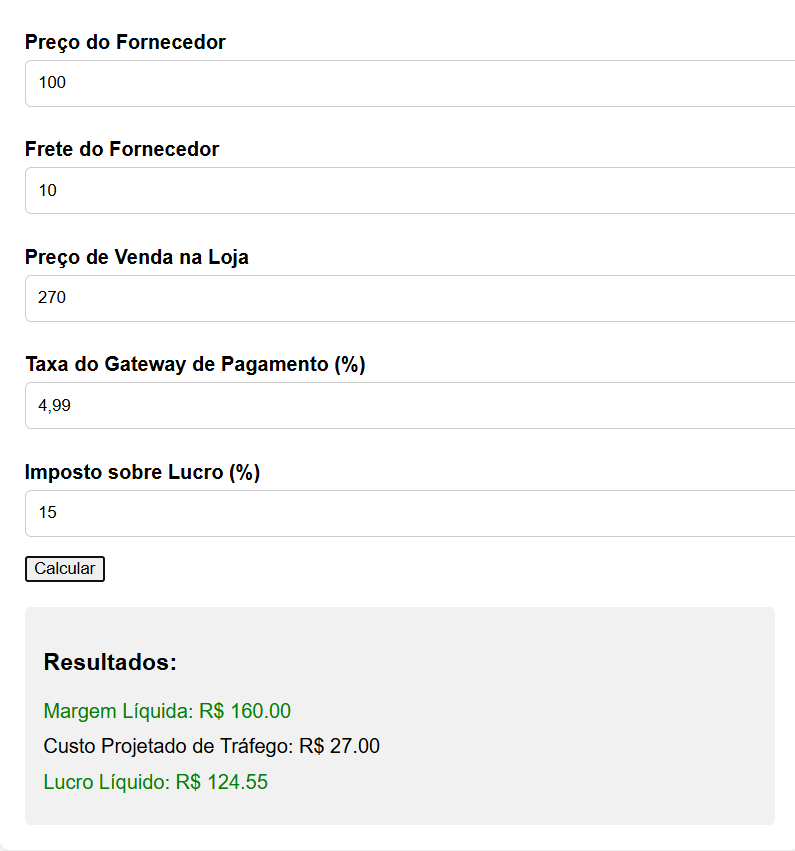 Preço do Fornecedor
100
Frete do Fornecedor
10
Preço de Venda na Loja
270
Taxa do Gateway de Pagamento (%)
4,99
Imposto sobre Lucro (%)
15
Calcular
Resultados:
Margem Líquida: R$ 160.00
Custo Projetado de Tráfego: R$ 27.00
Lucro Líquido: R$ 124.55